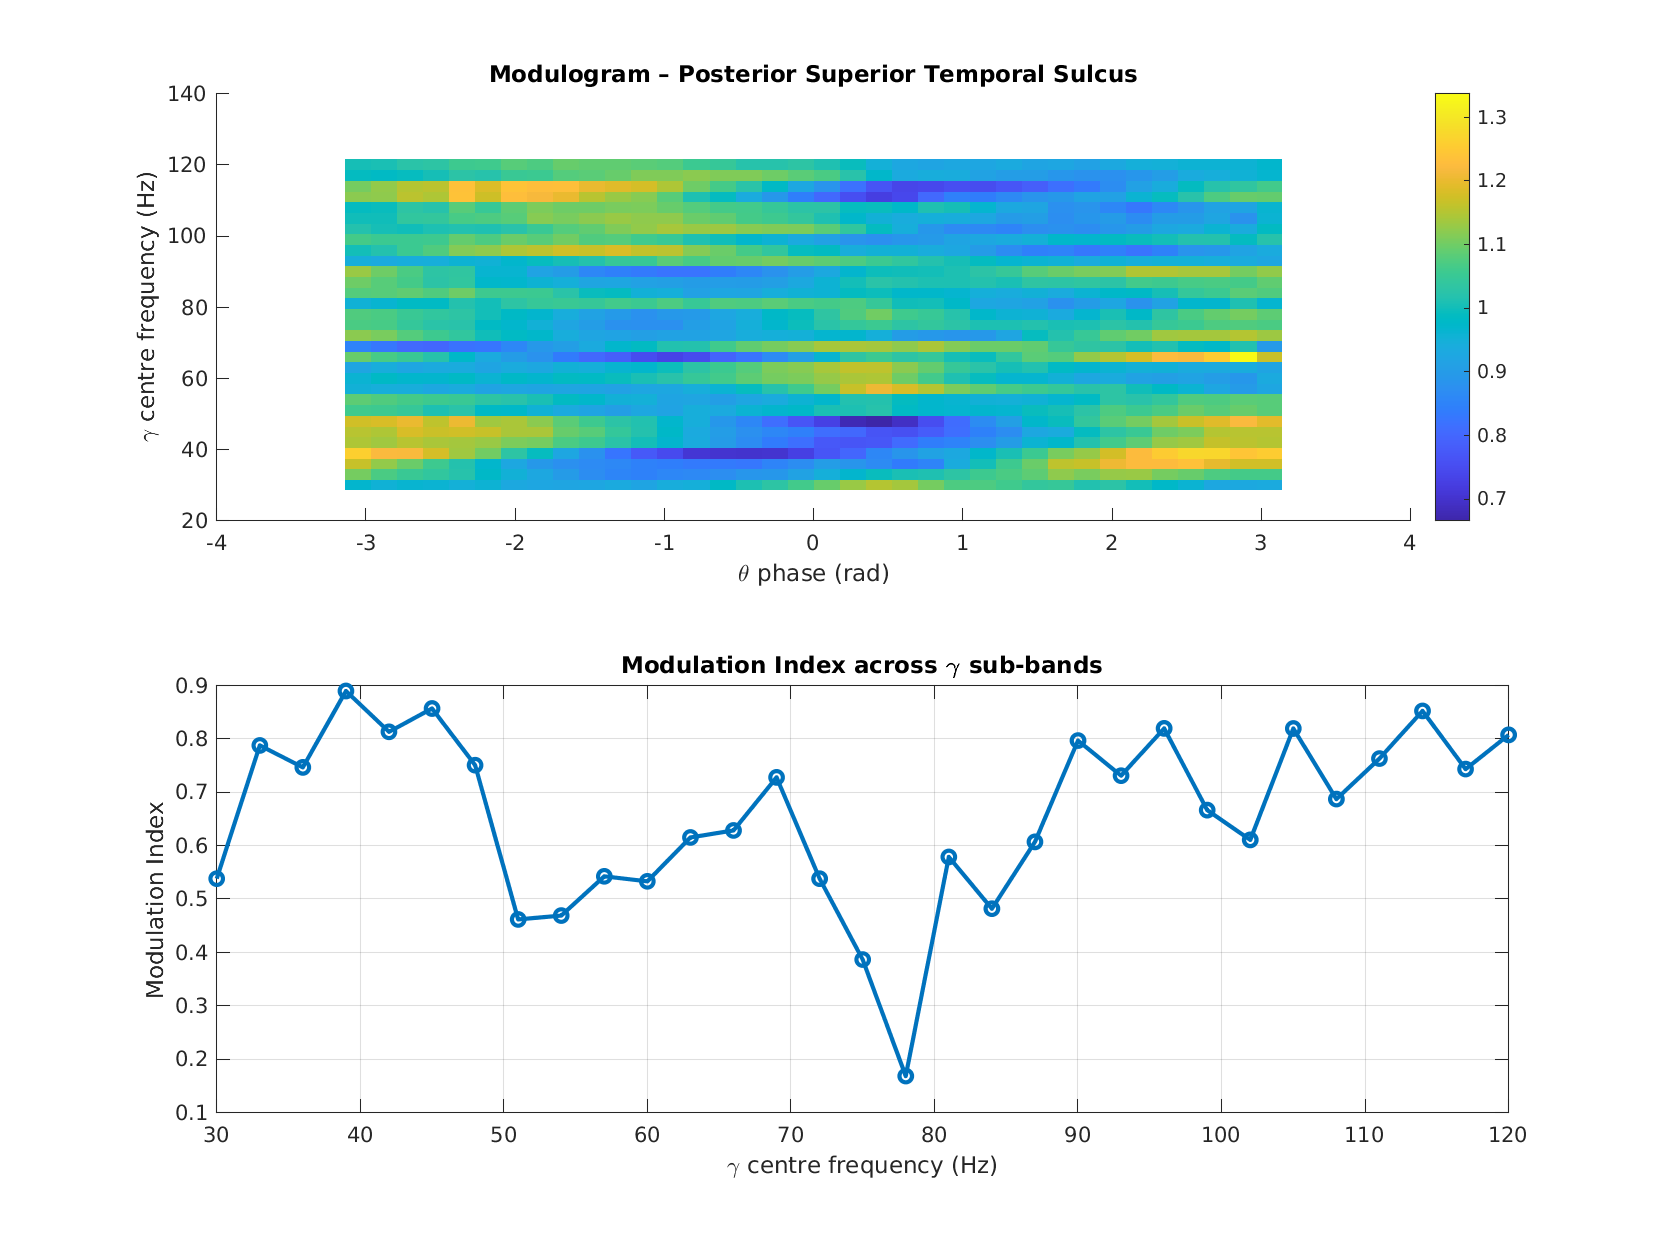 Modulogram – Posterior Superior Temporal Sulcus
140
120
100
80
60
40
20
γ centre frequency (Hz)
-4 -3 -2 -1 0 1 2 3 4
θ phase (rad)
1.3
1.2
1.1
1
0.9
0.8
0.7
Modulation Index across γ sub-bands
0.9
0.8
0.7
0.6
0.5
0.4
0.3
0.2
0.1
Modulation Index
30 40 50 60 70 80 90 100 110 120
γ centre frequency (Hz)